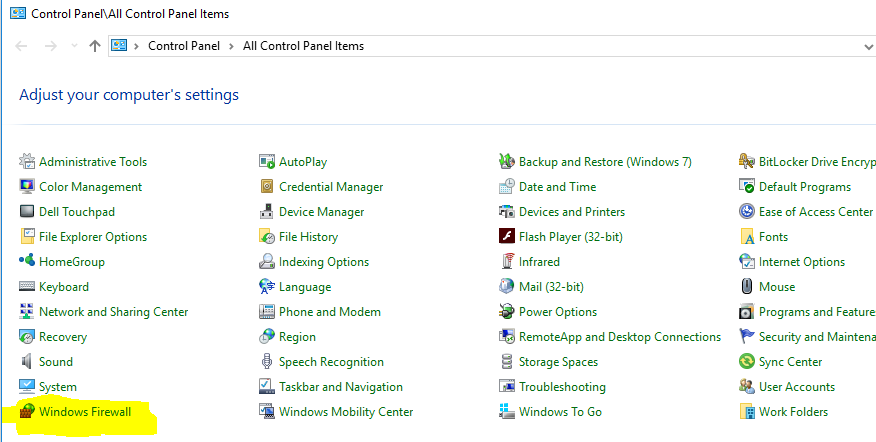 Control Panel\All Control Panel Items
Control Panel > All Control Panel Items
Adjust your computer's settings
Administrative Tools AutoPlay Backup and Restore (Windows 7) BitLocker Drive Encryp
Color Management Credential Manager Date and Time Default Programs
Dell Touchpad Device Manager Devices and Printers Ease of Access Center
File Explorer Options File History Flash Player (32-bit) Fonts
HomeGroup Indexing Options Infrared Internet Options
Keyboard Language Mail (32-bit) Mouse
Network and Sharing Center Phone and Modem Power Options Programs and Feature
Recovery Region RemoteApp and Desktop Connections Security and Maintena
Sound Speech Recognition Storage Spaces Sync Center
System Taskbar and Navigation Troubleshooting User Accounts
Windows Firewall Windows Mobility Center Windows To Go Work Folders